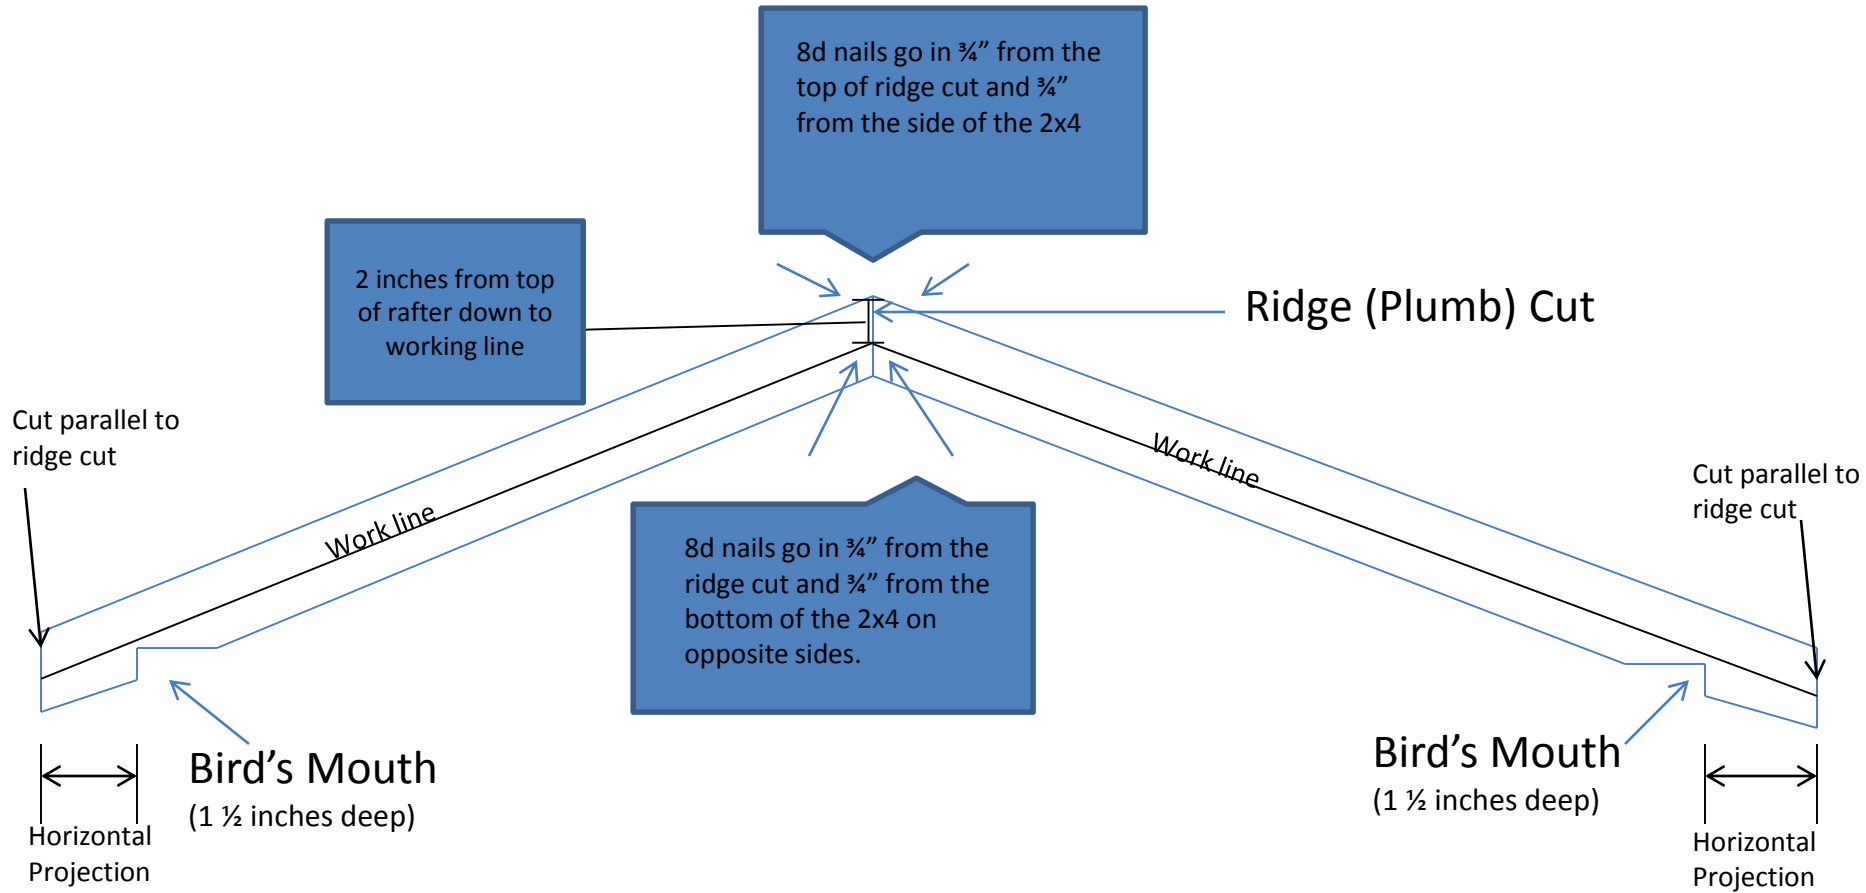 8d nails go in ¾” from the
top of ridge cut and ¾”
from the side of the 2x4
2 inches from top
of rafter down to
working line
Ridge (Plumb) Cut
Cut parallel to
ridge cut
Work line
Work line
Cut parallel to
ridge cut
8d nails go in ¾” from the
ridge cut and ¾” from the
bottom of the 2x4 on
opposite sides.
Bird’s Mouth
(1 ½ inches deep)
Bird’s Mouth
(1 ½ inches deep)
Horizontal
Projection
Horizontal
Projection